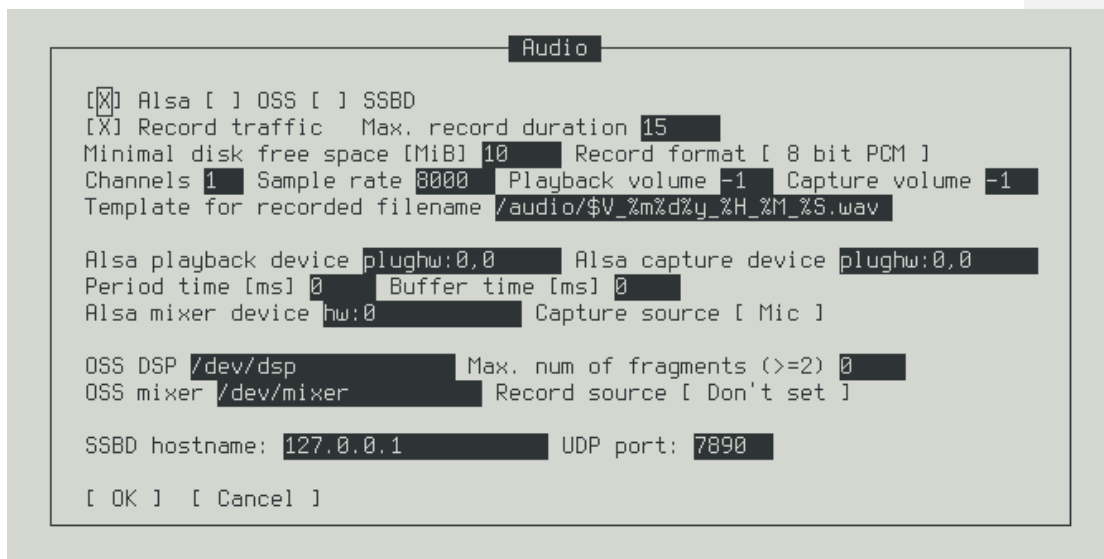 Audio
[X] Alsa [ ] OSS [ ] SSBD
[X] Record traffic Max. record duration 15
Minimal disk free space [MiB] 10 Record format [ 8 bit PCM ]
Channels 1 Sample rate 8000 Playback volume -1 Capture volume -1
Template for recorded filename /audio/$V_%m%d%y_%H_%M_%S.wav
Alsa playback device plughw:0,0 Alsa capture device plughw:0,0
Period time [ms] 0 Buffer time [ms] 0
Alsa mixer device hw:0 Capture source [ Mic ]
OSS DSP /dev/dsp Max. num of fragments (>=2) 0
OSS mixer /dev/mixer Record source [ Don't set ]
SSBD hostname: 127.0.0.1 UDP port: 7890
[ OK ] [ Cancel ]